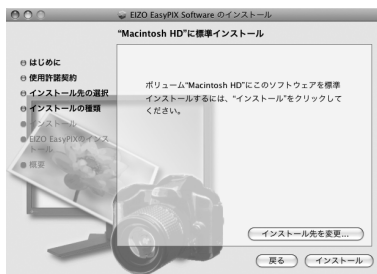 EIZO EasyPIX Software のインストール
"Macintosh HD"に標準インストール
はじめに
使用許諾契約
インストール先の選択
インストールの種類
インストール
EIZO EasyPIXのインス
トール
概要
ボリューム"Macintosh HD"にこのソフトウェアを標準
インストールするには、"インストール"をクリックして
ください。
インストール先を変更...
戻る
インストール